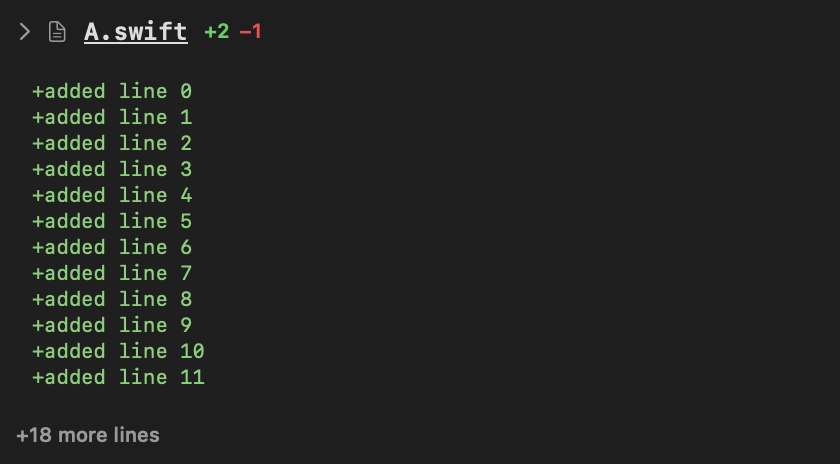 A.swift +2 −1
+added line 0
+added line 1
+added line 2
+added line 3
+added line 4
+added line 5
+added line 6
+added line 7
+added line 8
+added line 9
+added line 10
+added line 11
+18 more lines